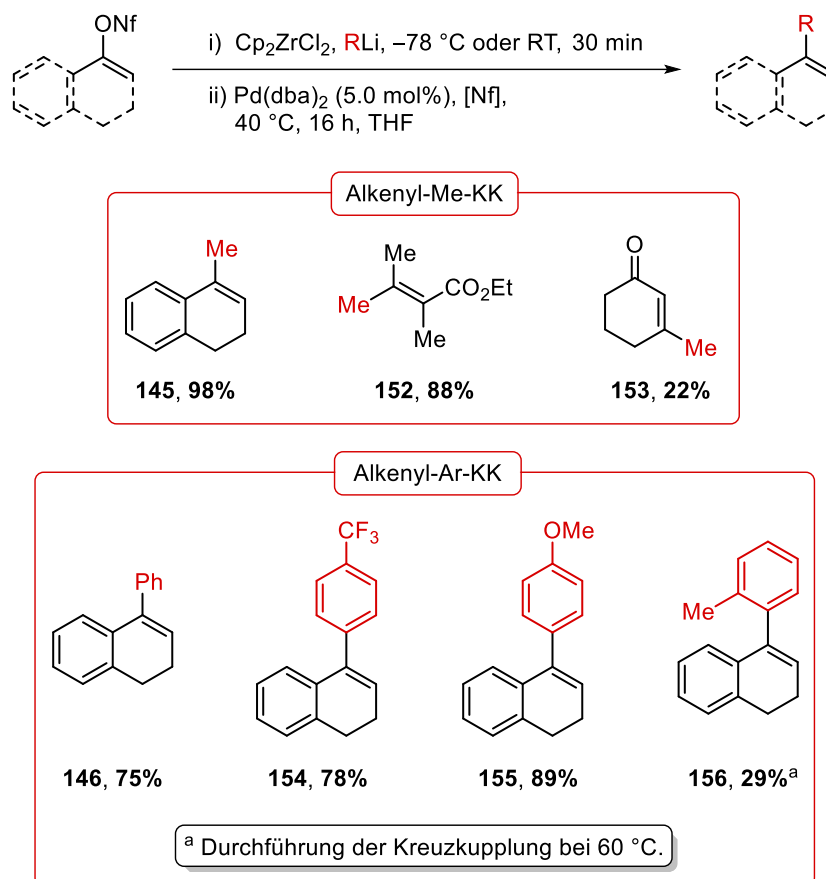 ONf
i) Cp₂ZrCl₂, RLi, –78 °C oder RT, 30 min
ii) Pd(dba)₂ (5.0 mol%), [Nf],
40 °C, 16 h, THF
R
Alkenyl-Me-KK
Me
Me
Me
CO₂Et
Me
O
Me
145, 98%
152, 88%
153, 22%
Alkenyl-Ar-KK
Ph
CF₃
OMe
Me
146, 75%
154, 78%
155, 89%
156, 29%ᵃ
ᵃ Durchführung der Kreuzkupplung bei 60 °C.